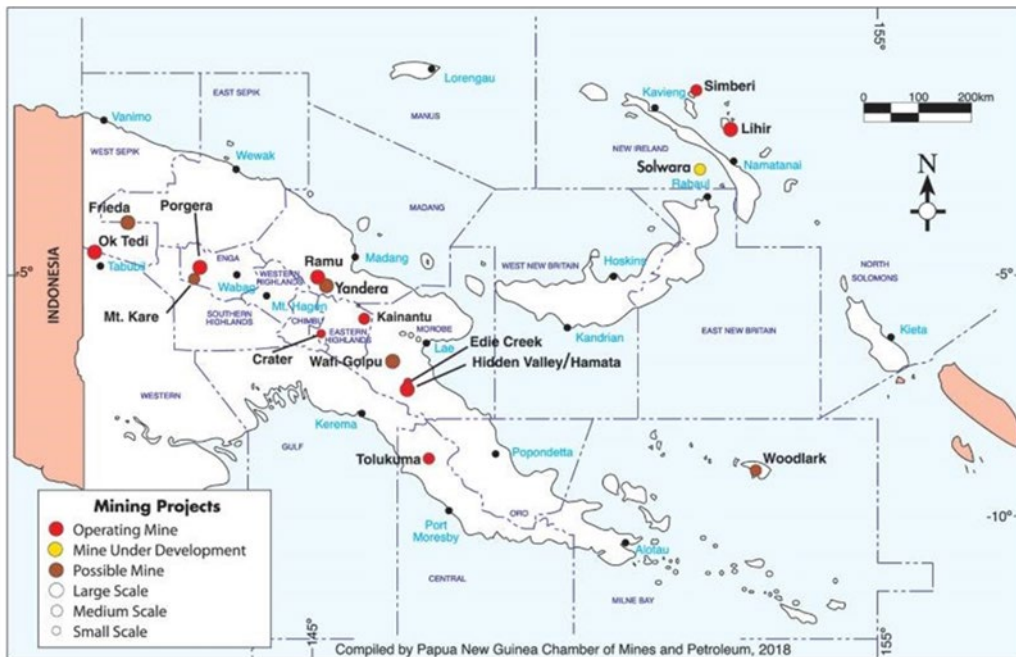 155°
EAST SEPIK
Lorengau
Simberi
Kavieng
0 100 200km
Vanimo
MANUS
Lihir
WEST SEPIK
NEW IRELAND
N
Wewak
Solwara
Namatanai
Rabaul
MADANG
Frieda
Porgera
Ok Tedi
ENGA
Ramu
Madang
WEST NEW BRITAIN
Hoskins
NORTH
SOLOMONS
Tabubil
-5°
WESTERN
HIGHLANDS
-5°
Wabag
Yandera
INDONESIA
Mt. Hagen
Mt. Kare
SOUTHERN
HIGHLANDS
CHIMBU
Kainantu
EASTERN
HIGHLANDS
MOROBE
Kandrian
EAST NEW BRITAIN
Kieta
Crater
Lae
Edie Creek
Wafi-Golpu
Hidden Valley/Hamata
WESTERN
Kerema
GULF
Popondetta
Tolukuma
Woodlark
Mining Projects
Operating Mine
Mine Under Development
Possible Mine
Large Scale
Medium Scale
Small Scale
ORO
Port
Moresby
-10°
Alotau
CENTRAL
MILNE BAY
145°
155°
Compiled by Papua New Guinea Chamber of Mines and Petroleum, 2018